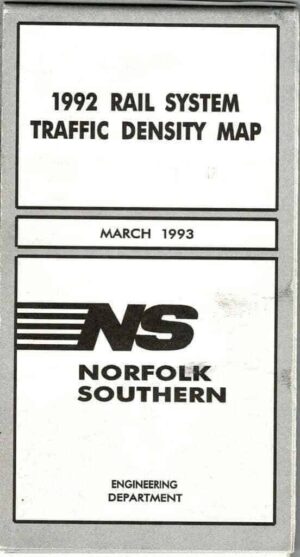 1992 RAIL SYSTEM
TRAFFIC DENSITY MAP
MARCH 1993
NS
NORFOLK
SOUTHERN
ENGINEERING
DEPARTMENT